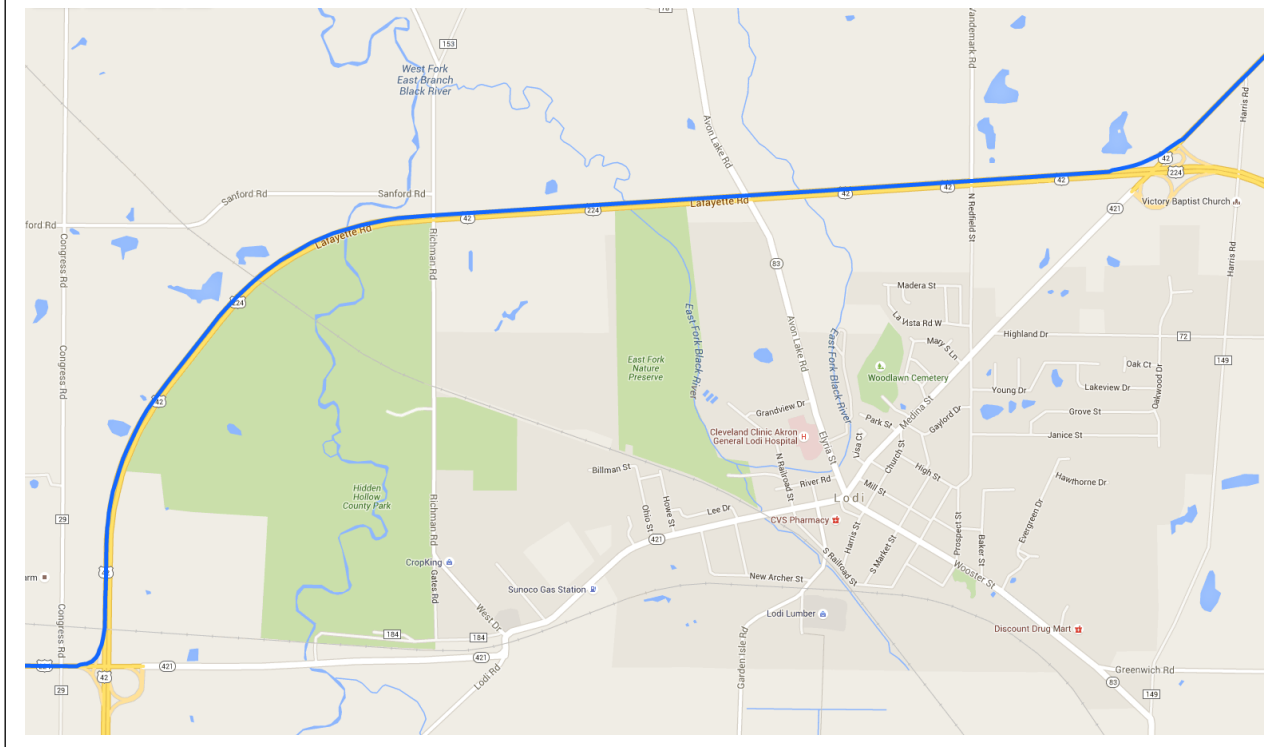 76
Vandemark Rd
153
West Fork
East Branch
Black River
Avon Lake Rd
Harris Rd
42
224
Sanford Rd
Sanford Rd
42
42
42
224
42
Lafayette Rd
421
Victory Baptist Church
ford Rd
Lafayette Rd
Richman Rd
N Redfield St
Congress Rd
83
Harris Rd
224
Madera St
La Vista Rd W
East Fork Black River
Avon Lake Rd
East Fork Black River
Highland Dr
72
Mary S Ln
149
Congress Rd
East Fork
Nature
Preserve
Woodlawn Cemetery
Oak Ct
Young Dr
Lakeview Dr
Oakwood Dr
42
Grandview Dr
Medina St
Gaylord Dr
Grove St
Park St
Cleveland Clinic Akron
General Lodi Hospital
H
Elyria St
Lisa Ct
Church St
Janice St
Billman St
N Railroad St
High St
Hawthorne Dr
River Rd
Mill St
Hidden
Hollow
County Park
Richman Rd
Lodi
Howe St
Ohio St
Lee Dr
29
CVS Pharmacy
Harris St
S Market St
Prospect St
Baker St
Evergreen Dr
421
CropKing
S Railroad St
Wooster St
arm
42
Gates Rd
Sunoco Gas Station
New Archer St
West Dr
Lodi Lumber
Congress Rd
184
184
Discount Drug Mart
421
421
Garden Isle Rd
Lodi Rd
Greenwich Rd
29
42
83
149